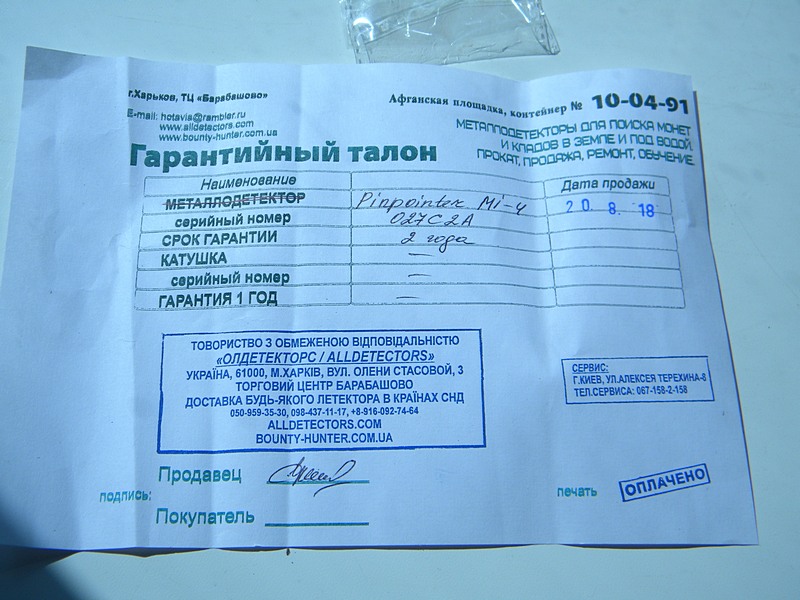 г.Харьков, ТЦ «Барабашово»
Афганская площадка, контейнер № 10-04-91
E-mail: hotavia@rambler.ru
www.alldetectors.com
www.bounty-hunter.com.ua
МЕТАЛЛОДЕТЕКТОРЫ ДЛЯ ПОИСКА МОНЕТ
И КЛАДОВ В ЗЕМЛЕ И ПОД ВОДОЙ.
ПРОКАТ, ПРОДАЖА, РЕМОНТ, ОБУЧЕНИЕ.
Гарантийный талон
Наименование Дата продажи
МЕТАЛЛОДЕТЕКТОР Pinpointer Mi-4 20. 8. 18
серийный номер 027C2A
СРОК ГАРАНТИИ 2 года
КАТУШКА —
серийный номер —
ГАРАНТИЯ 1 ГОД —
ТОВОРИСТВО З ОБМЕЖЕНОЮ ВІДПОВІДАЛЬНІСТЮ
«ОЛДЕТЕКТОРС / ALLDETECTORS»
УКРАЇНА, 61000, М.ХАРКІВ, ВУЛ. ОЛЕНИ СТАСОВОЙ, 3
ТОРГОВИЙ ЦЕНТР БАРАБАШОВО
ДОСТАВКА БУДЬ-ЯКОГО ЛЕТЕКТОРА В КРАЇНАХ СНД
050-959-35-30, 098-437-11-17, +8-916-092-74-64
ALLDETECTORS.COM
BOUNTY-HUNTER.COM.UA
СЕРВИС:
Г.КИЕВ, УЛ.АЛЕКСЕЯ ТЕРЕХИНА-8
ТЕЛ.СЕРВИСА: 067-158-2-158
Продавец
подпись:
Покупатель
печать ОПЛАЧЕНО